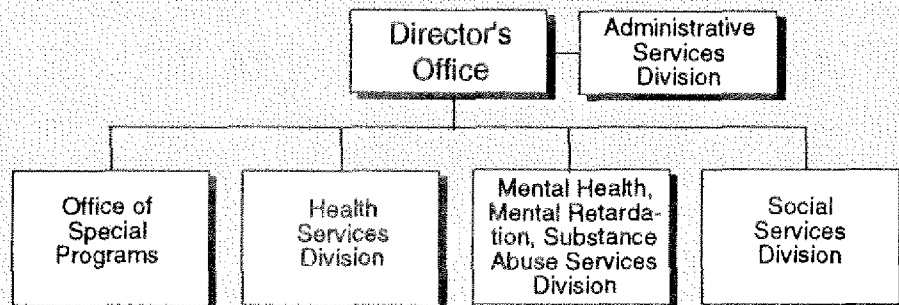 Director's
Office
Administrative
Services
Division
Office of
Special
Programs
Health
Services
Division
Mental Health,
Mental Retarda-
tion, Substance
Abuse Services
Division
Social
Services
Division